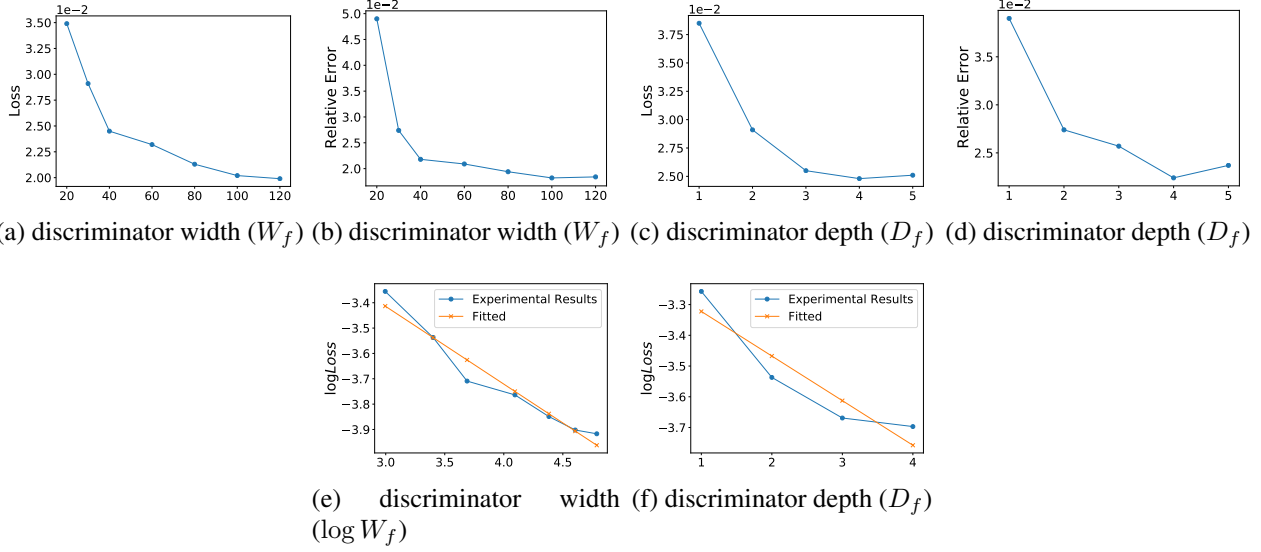 1e−2
3.50
3.25
3.00
2.75
2.50
2.25
2.00
Loss
20 40 60 80 100 120
(a) discriminator width (W_f)
1e−2
5.0
4.5
4.0
3.5
3.0
2.5
2.0
Relative Error
20 40 60 80 100 120
(b) discriminator width (W_f)
1e−2
3.75
3.50
3.25
3.00
2.75
2.50
Loss
1 2 3 4 5
(c) discriminator depth (D_f)
1e−2
3.5
3.0
2.5
Relative Error
1 2 3 4 5
(d) discriminator depth (D_f)
−3.4
−3.5
−3.6
−3.7
−3.8
−3.9
logLoss
Experimental Results
Fitted
3.0 3.5 4.0 4.5
(e) discriminator width
(log W_f)
−3.3
−3.4
−3.5
−3.6
−3.7
logLoss
Experimental Results
Fitted
1 2 3 4
(f) discriminator depth (D_f)